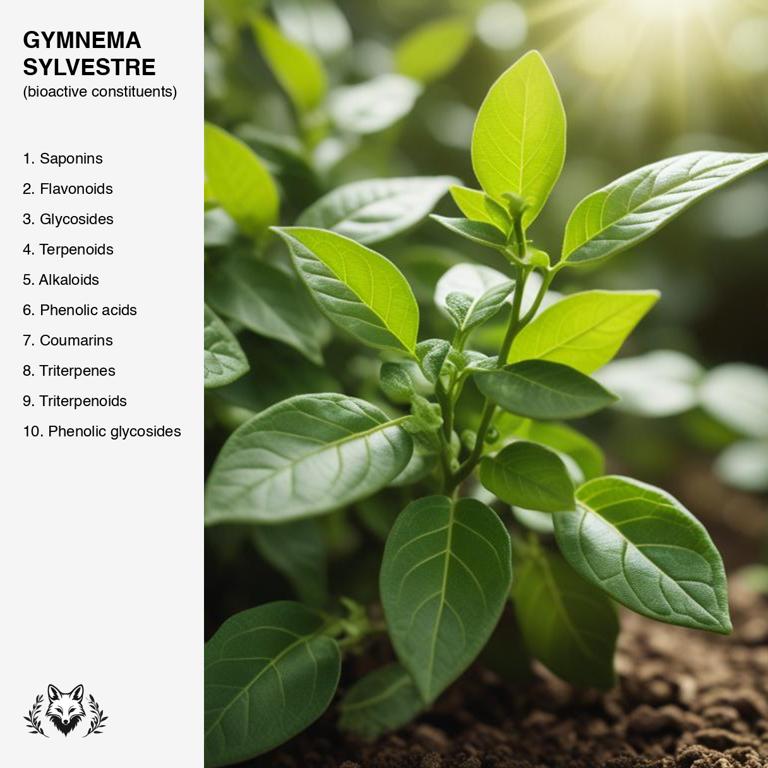 GYMNEMA
SYLVESTRE
(bioactive constituents)
1. Saponins
2. Flavonoids
3. Glycosides
4. Terpenoids
5. Alkaloids
6. Phenolic acids
7. Coumarins
8. Triterpenes
9. Triterpenoids
10. Phenolic glycosides